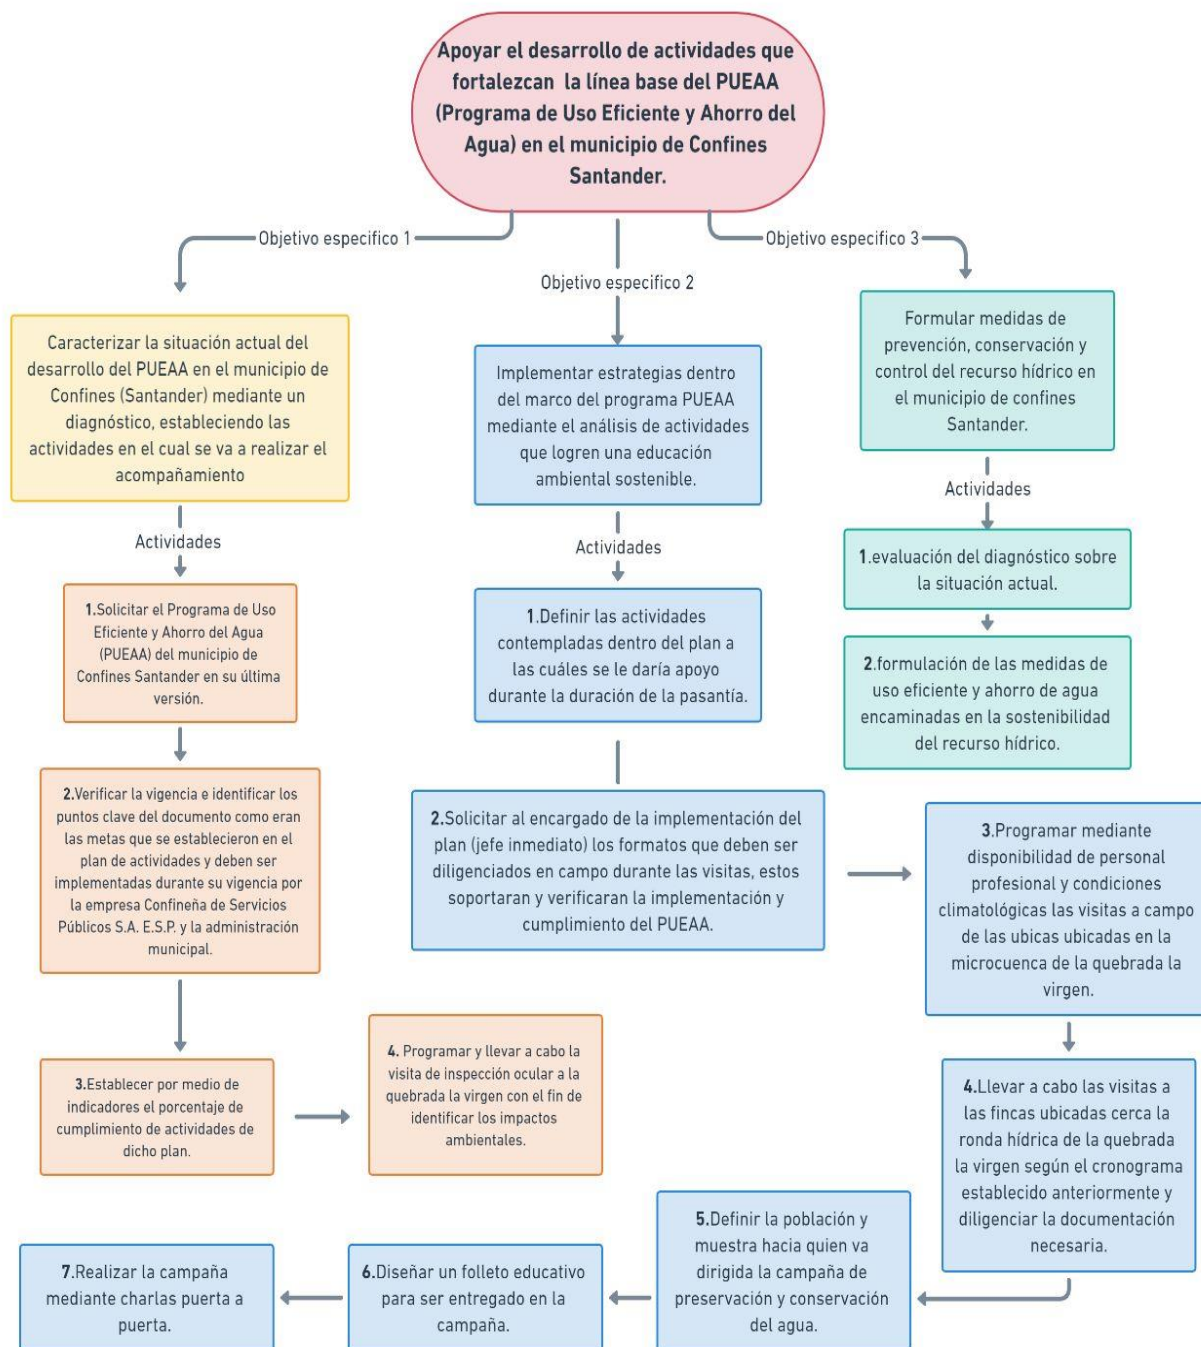 Apoyar el desarrollo de actividades que
fortalezcan la línea base del PUEAA
(Programa de Uso Eficiente y Ahorro del
Agua) en el municipio de Confines
Santander.
Objetivo especifico 1
Caracterizar la situación actual del
desarrollo del PUEAA en el municipio de
Confines (Santander) mediante un
diagnóstico, estableciendo las
actividades en el cual se va a realizar el
acompañamiento
Actividades
1.Solicitar el Programa de Uso
Eficiente y Ahorro del Agua
(PUEAA) del municipio de
Confines Santander en su última
versión.
2.Verificar la vigencia e identificar los
puntos clave del documento como eran
las metas que se establecieron en el
plan de actividades y deben ser
implementadas durante su vigencia por
la empresa Confineña de Servicios
Públicos S.A. E.S.P. y la administración
municipal.
3.Establecer por medio de
indicadores el porcentaje de
cumplimiento de actividades de
dicho plan.
4. Programar y llevar a cabo la
visita de inspección ocular a la
quebrada la virgen con el fin de
identificar los impactos
ambientales.
Objetivo especifico 2
Implementar estrategias dentro
del marco del programa PUEAA
mediante el análisis de actividades
que logren una educación
ambiental sostenible.
Actividades
1.Definir las actividades
contempladas dentro del plan a
las cuáles se le daría apoyo
durante la duración de la pasantía.
2.Solicitar al encargado de la implementación del
plan (jefe inmediato) los formatos que deben ser
diligenciados en campo durante las visitas, estos
soportaran y verificaran la implementación y
cumplimiento del PUEAA.
3.Programar mediante
disponibilidad de personal
profesional y condiciones
climatológicas las visitas a campo
de las ubicas ubicadas en la
microcuenca de la quebrada la
virgen.
4.Llevar a cabo las visitas a
las fincas ubicadas cerca la
ronda hídrica de la quebrada
la virgen según el cronograma
establecido anteriormente y
diligenciar la documentación
necesaria.
5.Definir la población y
muestra hacia quien va
dirigida la campaña de
preservación y conservación
del agua.
6.Diseñar un folleto educativo
para ser entregado en la
campaña.
7.Realizar la campaña
mediante charlas puerta a
puerta.
Objetivo especifico 3
Formular medidas de
prevención, conservación y
control del recurso hídrico en
el municipio de confines
Santander.
Actividades
1.evaluación del diagnóstico sobre
la situación actual.
2.formulación de las medidas de
uso eficiente y ahorro de agua
encaminadas en la sostenibilidad
del recurso hídrico.